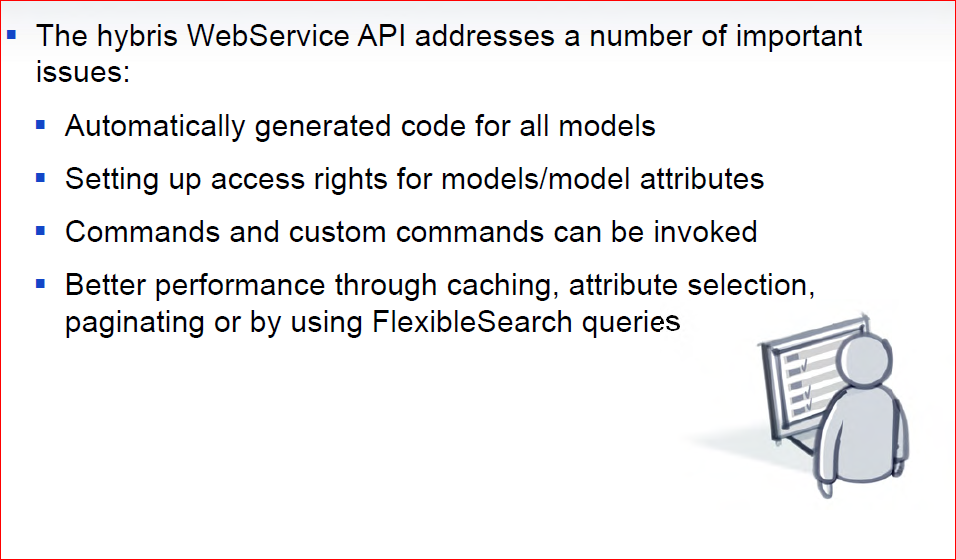 The hybris WebService API addresses a number of important
issues:
Automatically generated code for all models
Setting up access rights for models/model attributes
Commands and custom commands can be invoked
Better performance through caching, attribute selection,
paginating or by using FlexibleSearch queries